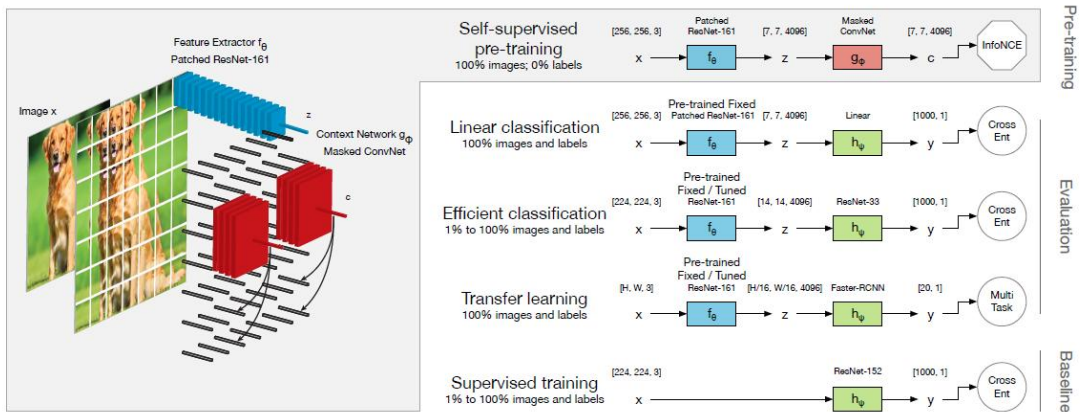 Feature Extractor fθ
Patched ResNet-161
Image x
z
Context Network gΦ
Masked ConvNet
c
Self-supervised
pre-training
100% images; 0% labels
[256, 256, 3]
Patched
ResNet-161
[7, 7, 4096]
Masked
ConvNet
[7, 7, 4096]
x
fθ
z
gΦ
c
InfoNCE
Pre-training
Linear classification
100% images and labels
[256, 256, 3]
Pre-trained Fixed
Patched ResNet-161
[7, 7, 4096]
Linear
[1000, 1]
x
fθ
z
hψ
y
Cross
Ent
Efficient classification
1% to 100% images and labels
[224, 224, 3]
Pre-trained
Fixed / Tuned
ResNet-161
[14, 14, 4096]
ResNet-33
[1000, 1]
x
fθ
z
hψ
y
Cross
Ent
Evaluation
Transfer learning
100% images and labels
[H, W, 3]
Pre-trained
Fixed / Tuned
ResNet-161
[H/16, W/16, 4096]
Faster-RCNN
[20, 1]
x
fθ
z
hψ
y
Multi
Task
Supervised training
1% to 100% images and labels
[224, 224, 3]
ResNet-152
[1000, 1]
x
hψ
y
Cross
Ent
Baseline